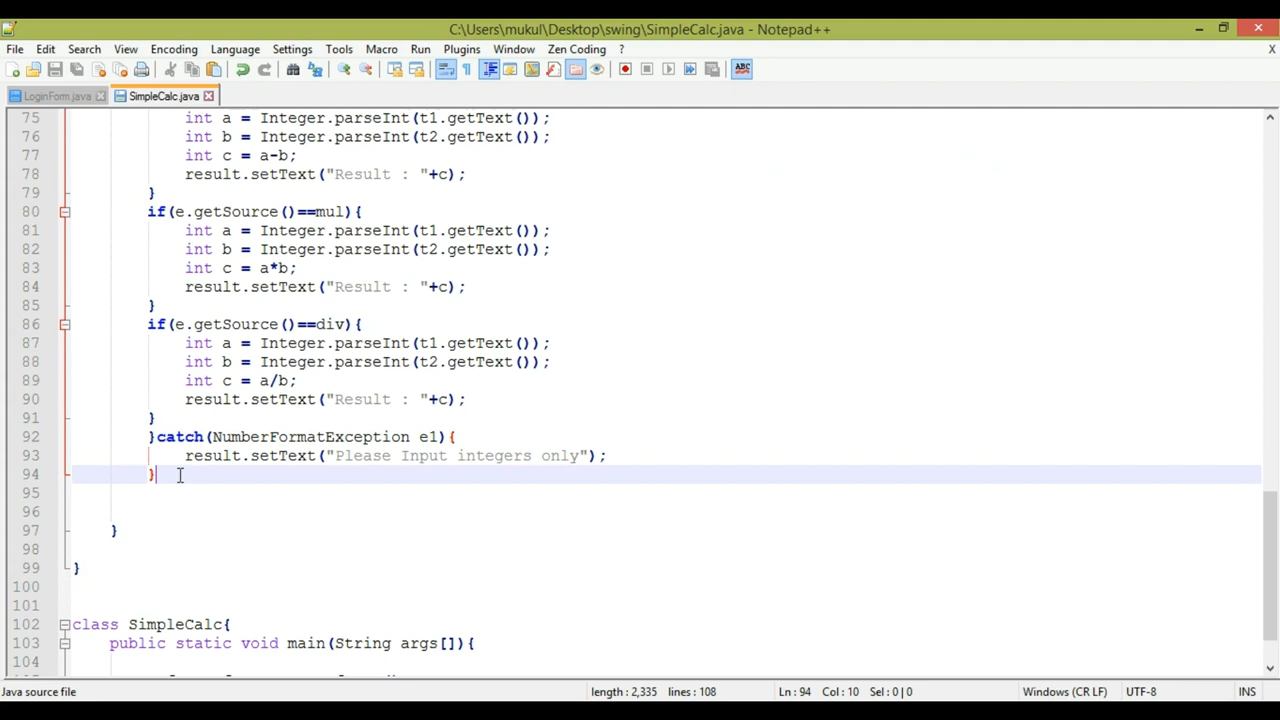 C:\Users\mukul\Desktop\swing\SimpleCalc.java - Notepad++
File Edit Search View Encoding Language Settings Tools Macro Run Plugins Window Zen Coding ? X
ABC
LoginForm.java SimpleCalc.java
75 int a = Integer.parseInt(t1.getText());
76 int b = Integer.parseInt(t2.getText());
77 int c = a-b;
78 result.setText("Result : "+c);
79 }
80 if(e.getSource()==mul){
81 int a = Integer.parseInt(t1.getText());
82 int b = Integer.parseInt(t2.getText());
83 int c = a*b;
84 result.setText("Result : "+c);
85 }
86 if(e.getSource()==div){
87 int a = Integer.parseInt(t1.getText());
88 int b = Integer.parseInt(t2.getText());
89 int c = a/b;
90 result.setText("Result : "+c);
91 }
92 }catch(NumberFormatException e1){
93 result.setText("Please Input integers only");
94 }
95
96
97 }
98
99 }
100
101
102 class SimpleCalc{
103 public static void main(String args[]){
104
Java source file length : 2,335 lines : 108 Ln : 94 Col : 10 Sel : 0 | 0 Windows (CR LF) UTF-8 INS